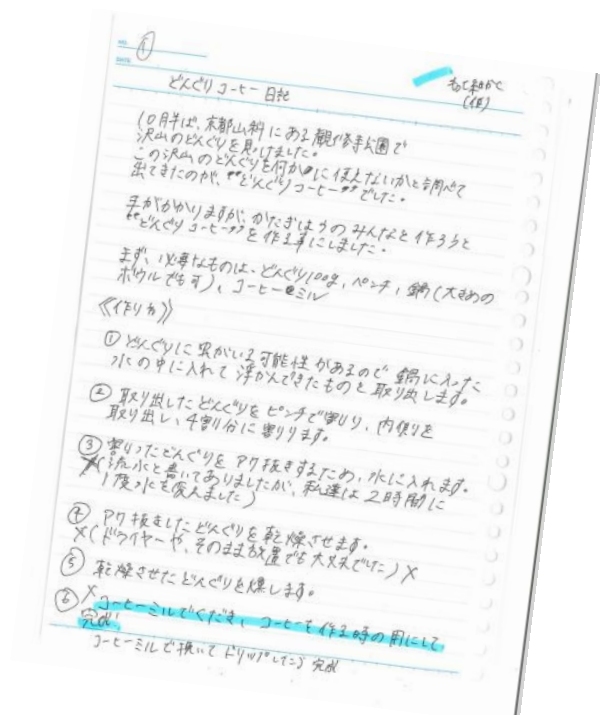 ①
どんぐりコーヒー日記
もっと細かく
(住)
10月半ば、京都山科にある観修寺公園で
沢山のどんぐりを見つけました。
この沢山のどんぐりを何かに使えないかと調べて
出てきたのが、"どんぐりコーヒー"でした。
手がかかりますが、かたぎはらのみんなと作ろうと
"どんぐりコーヒー"を作る事にしました。
まず、必要なものは、どんぐり100g、ペンチ、鍋(大きめの
ボウルでも可)、コーヒーミル
《作り方》
① どんぐりに虫がいる可能性があるので鍋に入った
水の中に入れて浮かんできたものを取り出します。
② 取り出したどんぐりをピンチで割り、内側を
取り出し、4割り分に割ります。
③ 割ったどんぐりをアク抜きするため、水に入れます。
(流水と書いてありましたが、私達は2時間に
1度水を変えました)
④ アク抜きしたどんぐりを乾燥させます。
×(ドライヤーや、そのまま放置でも大丈夫でした)×
⑤ 乾燥させたどんぐりを煤します。
⑥ ×コーヒーミルでくだき、コーヒーを作る時の用にして
完成
コーヒーミルで挽いてドリップしたら完成